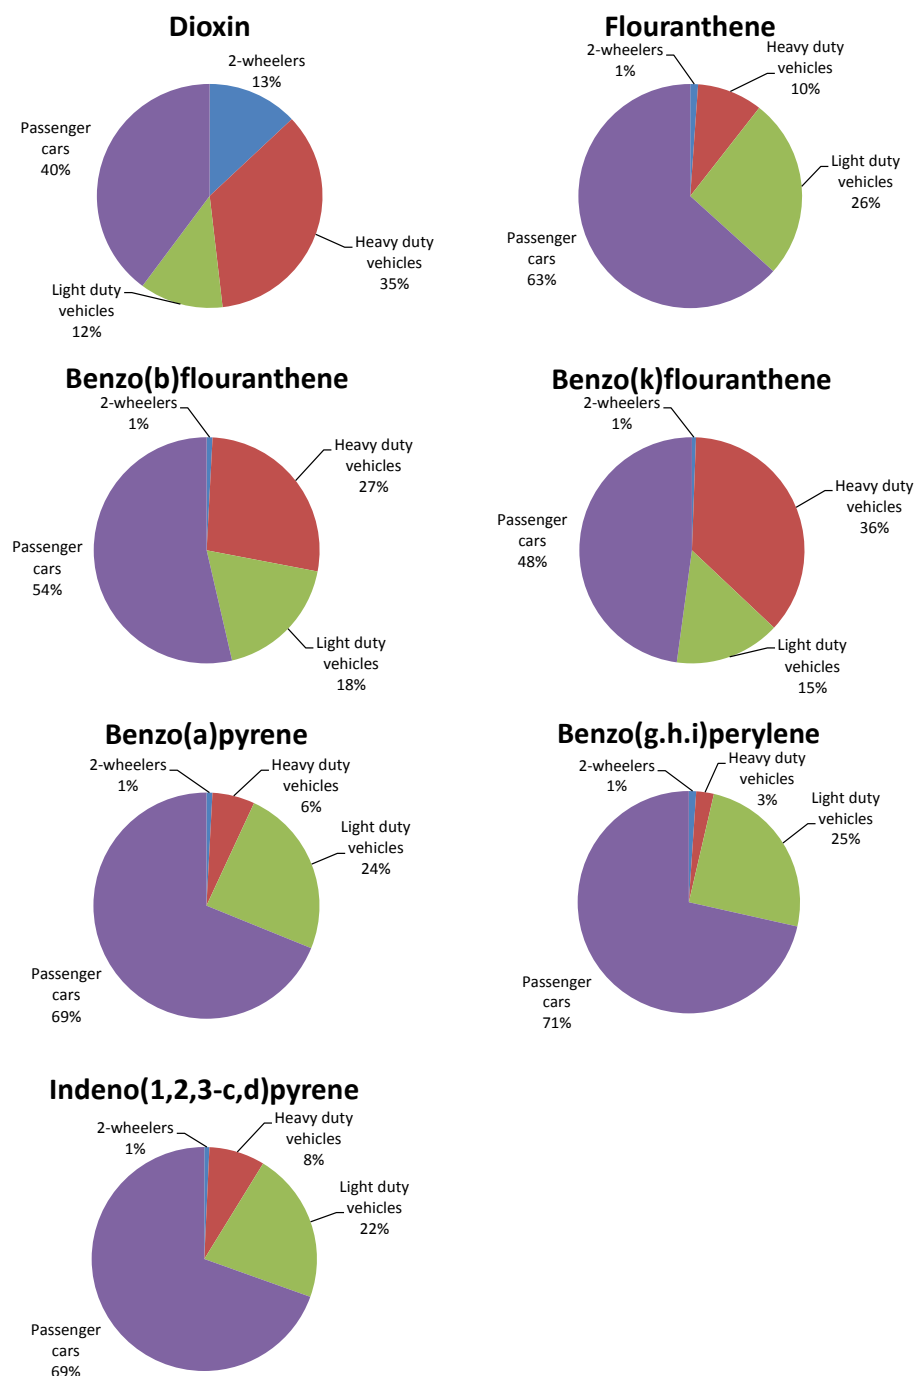 Dioxin
2-wheelers
13%
Heavy duty
vehicles
35%
Light duty
vehicles
12%
Passenger
cars
40%
Flouranthene
2-wheelers
1%
Heavy duty
vehicles
10%
Light duty
vehicles
26%
Passenger
cars
63%
Benzo(b)flouranthene
2-wheelers
1%
Heavy duty
vehicles
27%
Light duty
vehicles
18%
Passenger
cars
54%
Benzo(k)flouranthene
2-wheelers
1%
Heavy duty
vehicles
36%
Light duty
vehicles
15%
Passenger
cars
48%
Benzo(a)pyrene
2-wheelers
1%
Heavy duty
vehicles
6%
Light duty
vehicles
24%
Passenger
cars
69%
Benzo(g.h.i)perylene
2-wheelers
1%
Heavy duty
vehicles
3%
Light duty
vehicles
25%
Passenger
cars
71%
Indeno(1,2,3-c,d)pyrene
2-wheelers
1%
Heavy duty
vehicles
8%
Light duty
vehicles
22%
Passenger
cars
69%